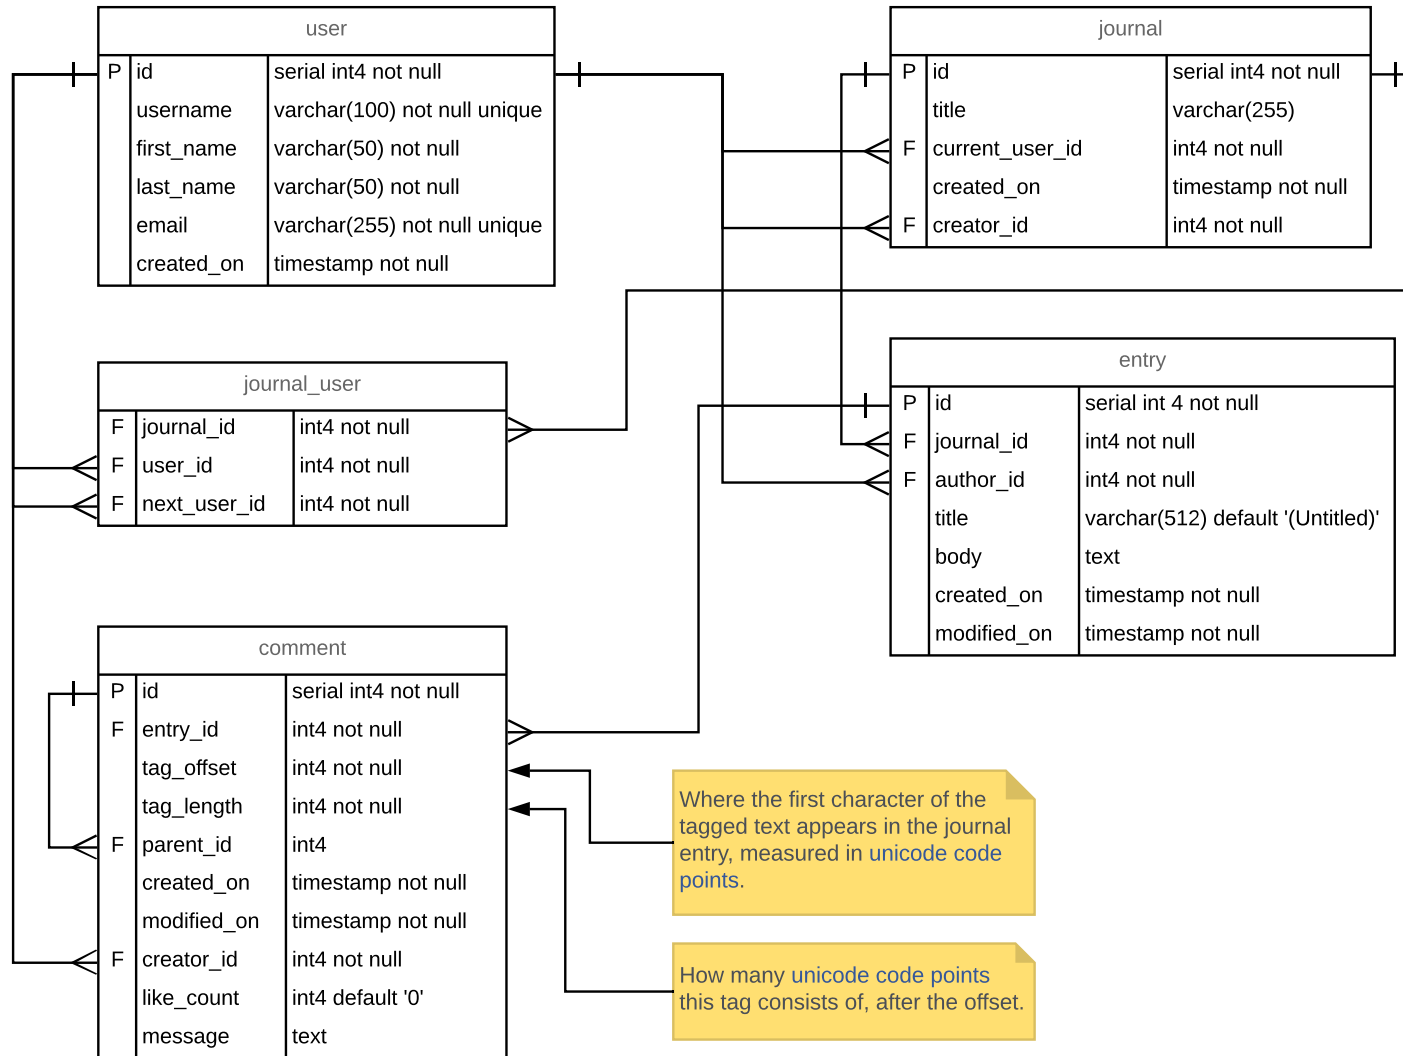 user
P id serial int4 not null
username varchar(100) not null unique
first_name varchar(50) not null
last_name varchar(50) not null
email varchar(255) not null unique
created_on timestamp not null
journal
P id serial int4 not null
title varchar(255)
F current_user_id int4 not null
created_on timestamp not null
F creator_id int4 not null
journal_user
F journal_id int4 not null
F user_id int4 not null
F next_user_id int4 not null
entry
P id serial int 4 not null
F journal_id int4 not null
F author_id int4 not null
title varchar(512) default '(Untitled)'
body text
created_on timestamp not null
modified_on timestamp not null
comment
P id serial int4 not null
F entry_id int4 not null
tag_offset int4 not null
tag_length int4 not null
F parent_id int4
created_on timestamp not null
modified_on timestamp not null
F creator_id int4 not null
like_count int4 default '0'
message text
Where the first character of the
tagged text appears in the journal
entry, measured in unicode code
points.
How many unicode code points
this tag consists of, after the offset.